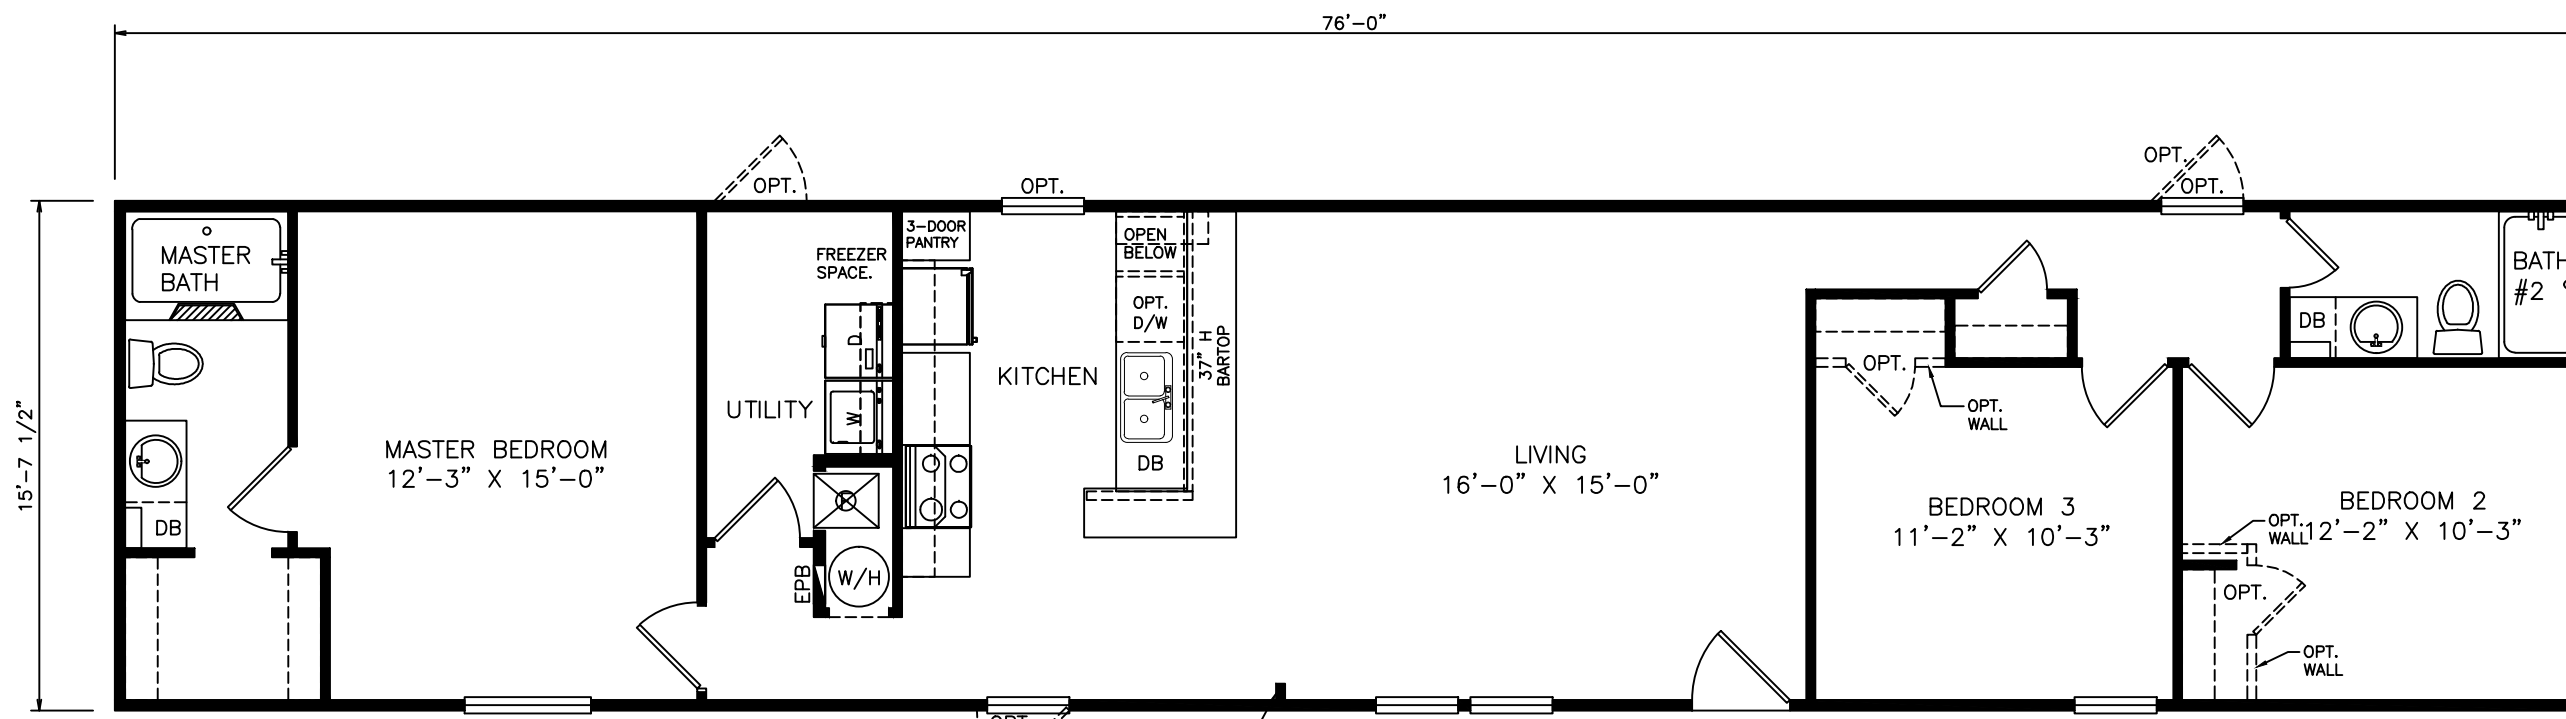 76'-0"
OPT.
OPT.
OPT.
OPT.
15'-7 1/2"
MASTER
BATH
DB
MASTER BEDROOM
12'-3" X 15'-0"
FREEZER
SPACE.
D
W
UTILITY
EPB
W/H
3-DOOR
PANTRY
KITCHEN
OPEN
BELOW
OPT.
D/W
DB
37" H
BARTOP
LIVING
16'-0" X 15'-0"
OPT.
OPT.
WALL
BEDROOM 3
11'-2" X 10'-3"
DB
BATH
#2
BEDROOM 2
12'-2" X 10'-3"
OPT.
WALL
OPT.
OPT.
WALL
OPT.